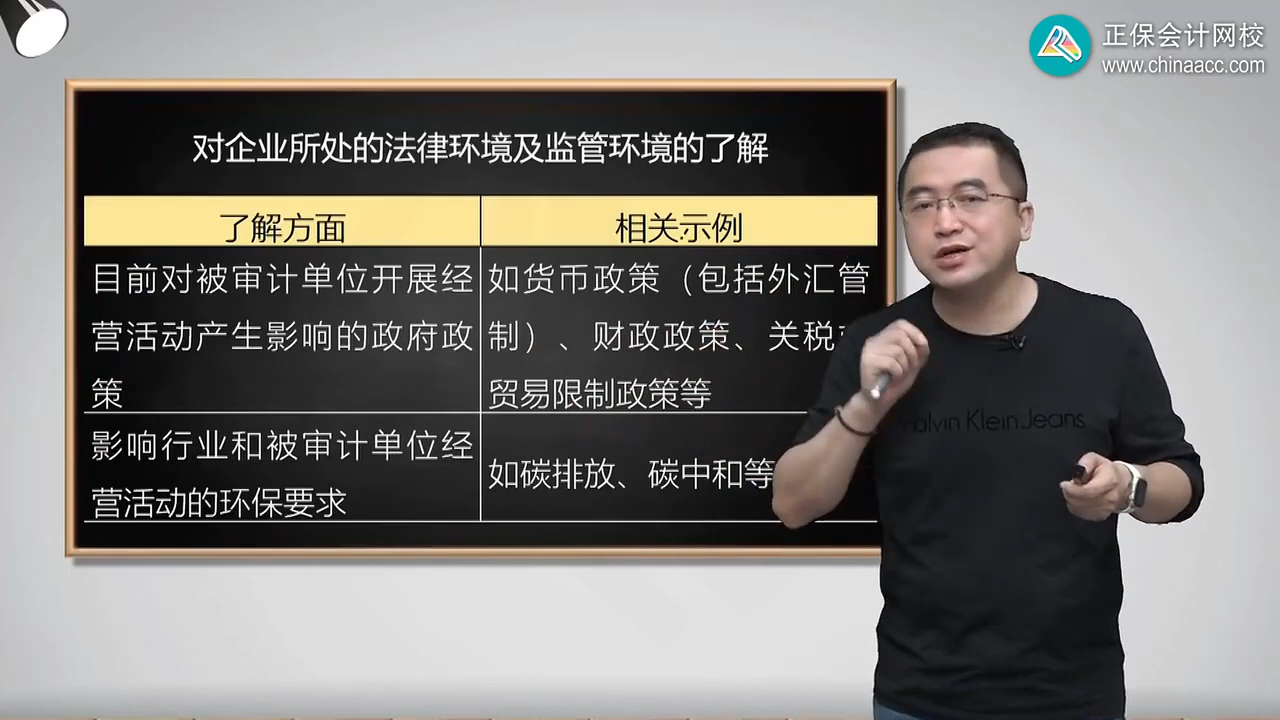 正保会计网校
www.chinaacc.com
对企业所处的法律环境及监管环境的了解
了解方面
相关示例
目前对被审计单位开展经
营活动产生影响的政府政
策
如货币政策（包括外汇管
制）、财政政策、关税
贸易限制政策等
影响行业和被审计单位经
营活动的环保要求
如碳排放、碳中和等
alvin Klein Jeans